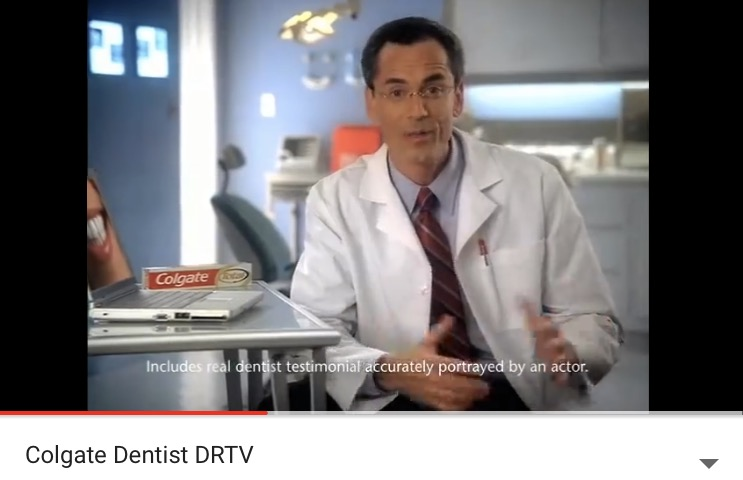 Colgate Total
Includes real dentist testimonial accurately portrayed by an actor.
Colgate Dentist DRTV